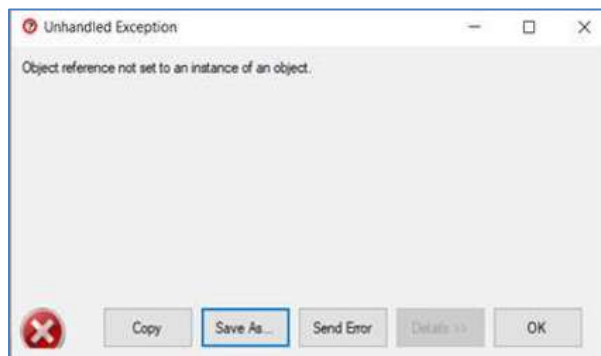 Unhandled Exception
Object reference not set to an instance of an object.
Copy
Save As...
Send Error
Details >>
OK